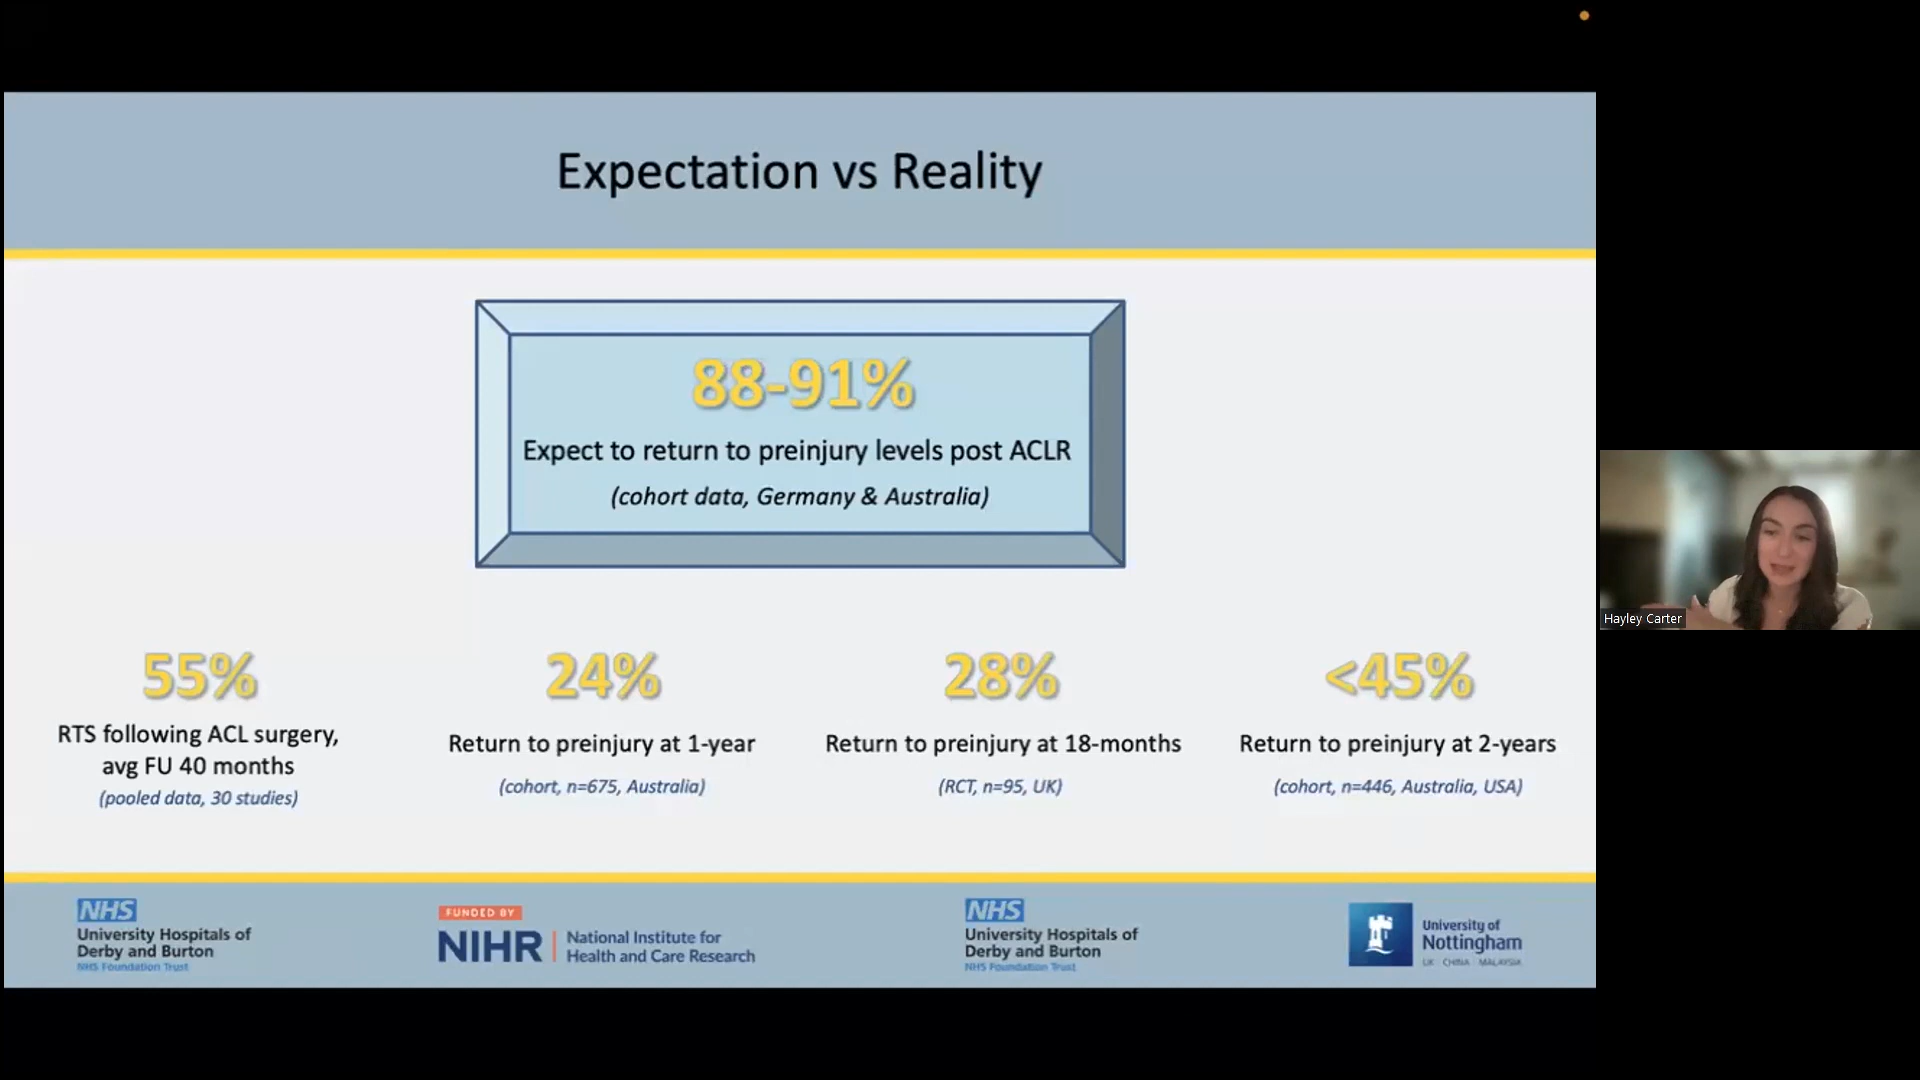 Expectation vs Reality
88-91%
Expect to return to preinjury levels post ACLR
(cohort data, Germany & Australia)
55%
RTS following ACL surgery,
avg FU 40 months
(pooled data, 30 studies)
24%
Return to preinjury at 1-year
(cohort, n=675, Australia)
28%
Return to preinjury at 18-months
(RCT, n=95, UK)
<45%
Return to preinjury at 2-years
(cohort, n=446, Australia, USA)
Hayley Carter
NHS
University Hospitals of
Derby and Burton
NHS Foundation Trust
FUNDED BY
NIHR | National Institute for
Health and Care Research
NHS
University Hospitals of
Derby and Burton
NHS Foundation Trust
University of
Nottingham
UK · CHINA · MALAYSIA